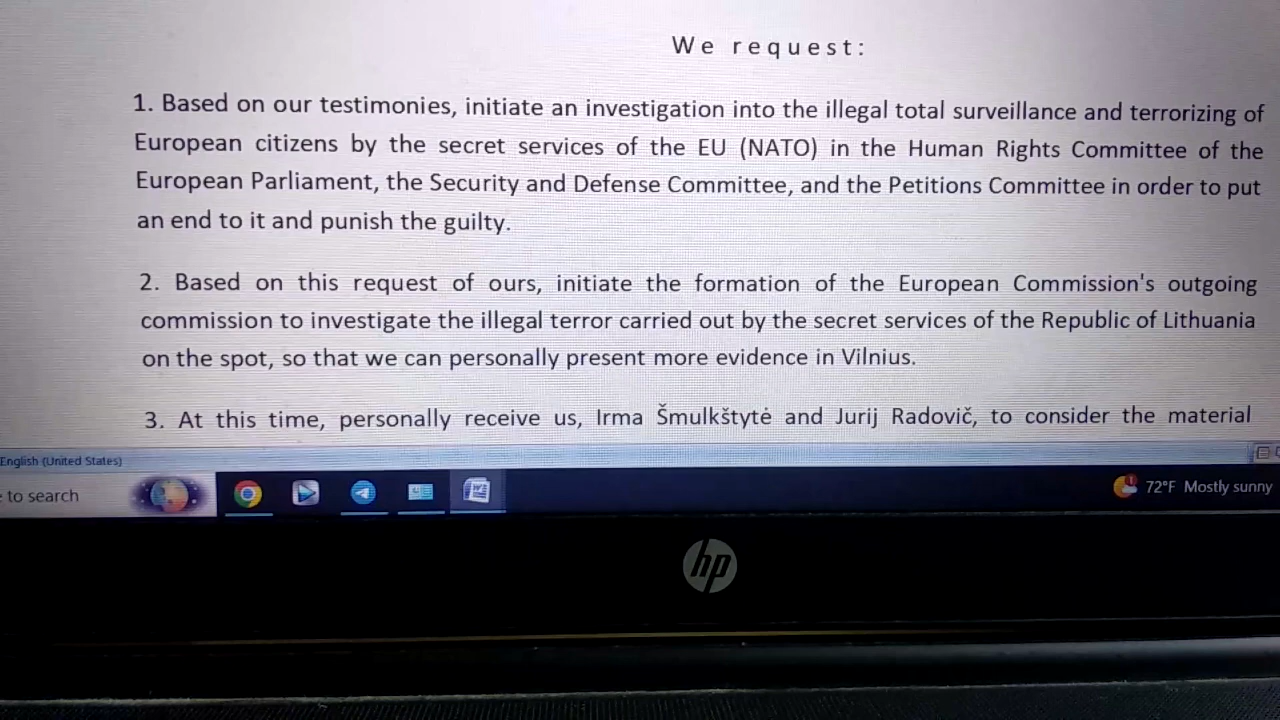 We request:
1. Based on our testimonies, initiate an investigation into the illegal total surveillance and terrorizing of
European citizens by the secret services of the EU (NATO) in the Human Rights Committee of the
European Parliament, the Security and Defense Committee, and the Petitions Committee in order to put
an end to it and punish the guilty.
2. Based on this request of ours, initiate the formation of the European Commission's outgoing
commission to investigate the illegal terror carried out by the secret services of the Republic of Lithuania
on the spot, so that we can personally present more evidence in Vilnius.
3. At this time, personally receive us, Irma Šmulkštytė and Jurij Radovič, to consider the material
English (United States)
to search
72°F Mostly sunny
hp